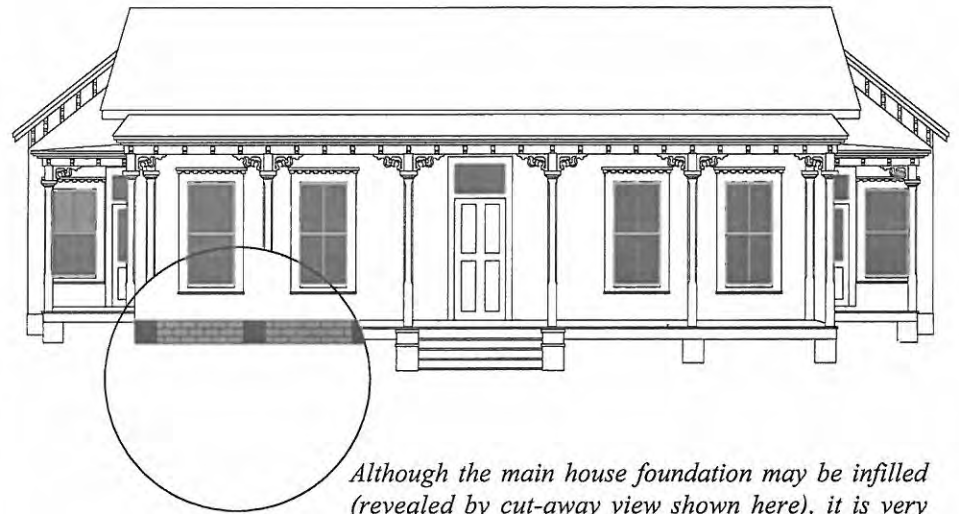 Although the main house foundation may be infilled
(revealed by cut-away view shown here), it is very